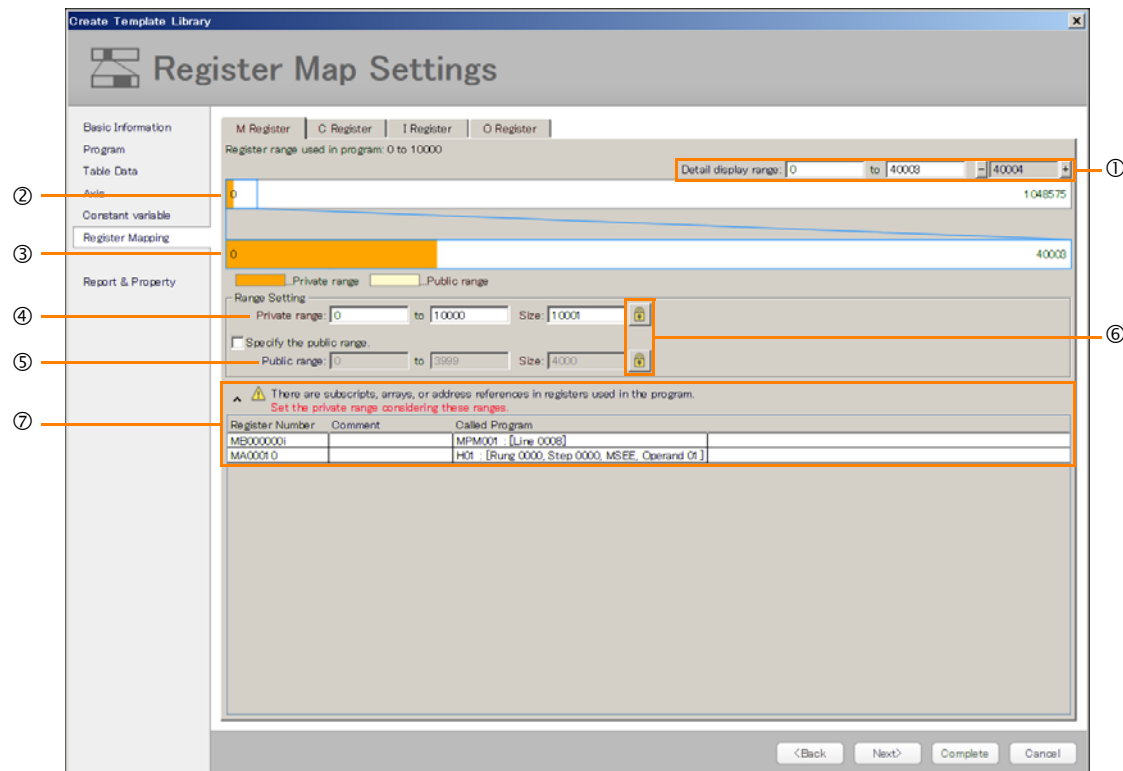 Create Template Library
Register Map Settings
Basic Information
Program
Table Data
Axis
Constant variable
Register Mapping
Report & Property
M Register C Register I Register O Register
Register range used in program: 0 to 10000
Detail display range: 0 to 40003 - 40004 +
①
②
0 1048575
③
0 40003
Private range Public range
Range Setting
④
Private range: 0 to 10000 Size: 10001
⑥
Specify the public range.
⑤
Public range: 0 to 3999 Size: 4000
⑦
There are subscripts, arrays, or address references in registers used in the program.
Set the private range considering these ranges.
Register Number Comment Called Program
MB000000i MPM001 : [Line 0008]
MA00010 H01 : [Rung 0000, Step 0000, MSEE, Operand 01]
<Back Next> Complete Cancel